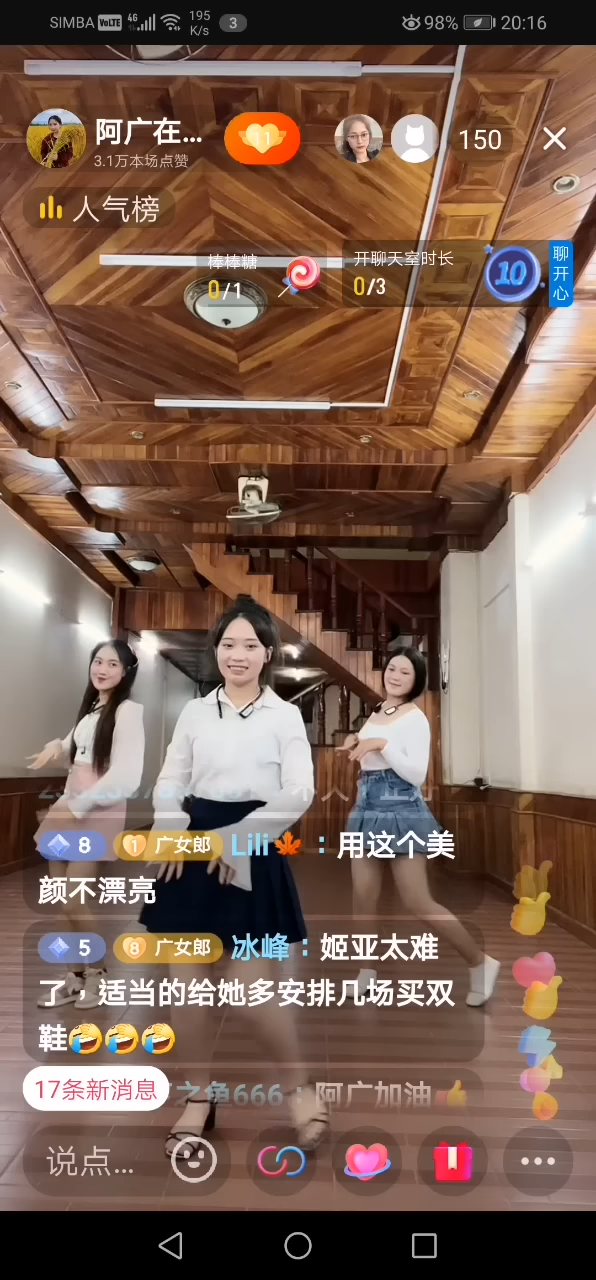 SIMBA VoLTE 4G 195 K/s 3 98% 20:16
阿广在... 11 150
3.1万本场点赞
人气榜
棒棒糖 开聊天室时长 10 聊开心
0/1 0/3
8 1 广女郎 Lili🍁：用这个美
颜不漂亮
5 8 广女郎 冰峰：姬亚太难
了，适当的给她多安排几场买双
鞋🤣🤣🤣
17条新消息 之鱼666：阿广加油👍
说点...